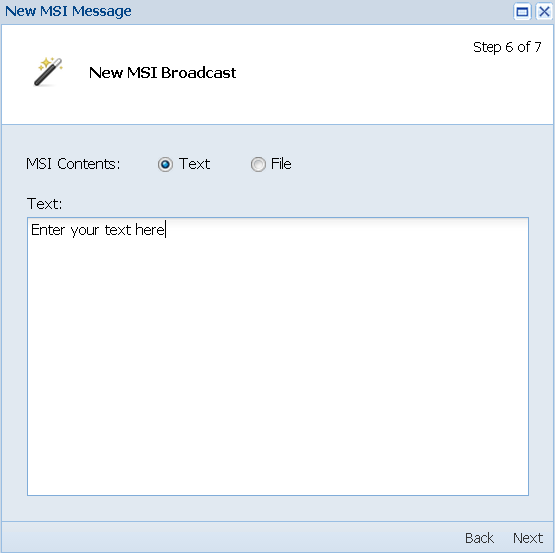 New MSI Message
Step 6 of 7
New MSI Broadcast
MSI Contents: Text File
Text:
Enter your text here
Back Next